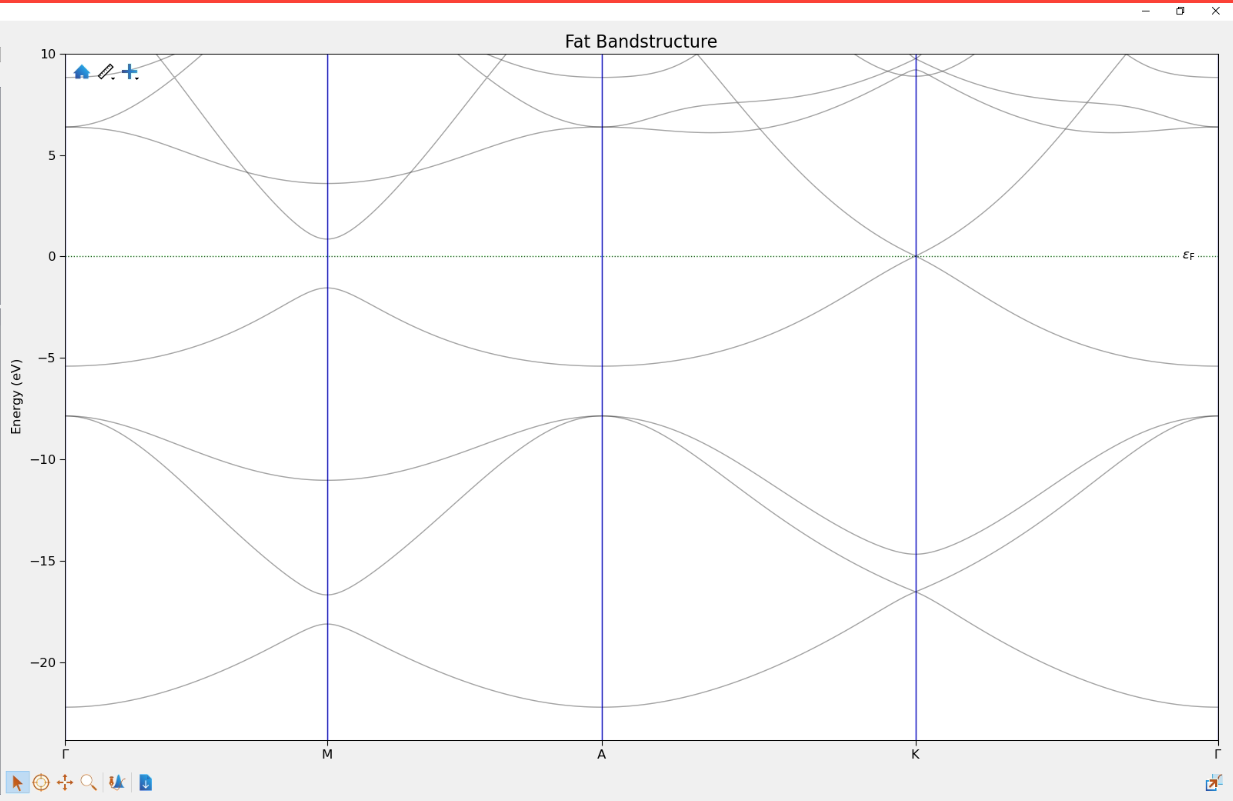 Fat Bandstructure
10
5
0
εF
−5
Energy (eV)
−10
−15
−20
Γ M A K Γ